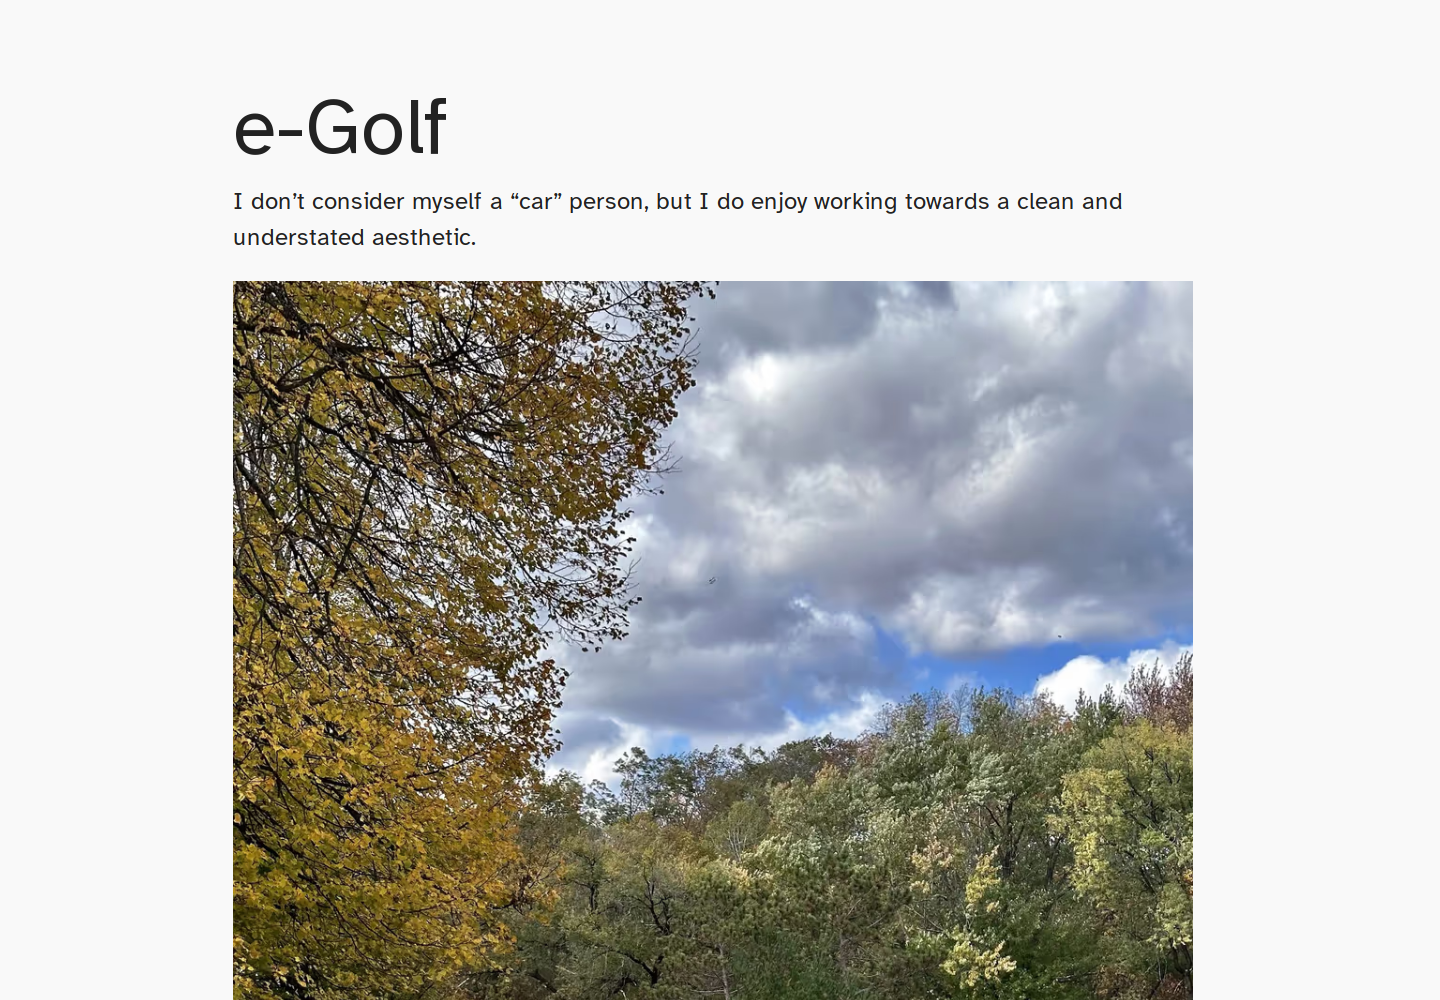 e-Golf
I don’t consider myself a “car” person, but I do enjoy working towards a clean and
understated aesthetic.